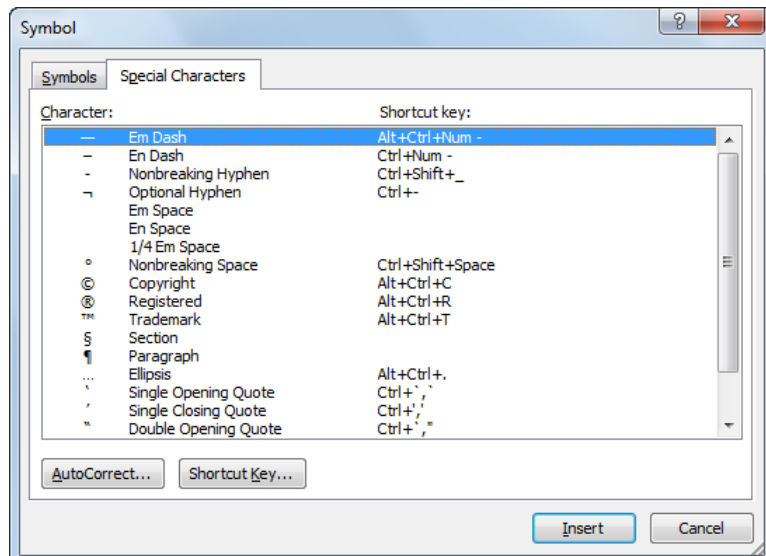 Symbol
Symbols Special Characters
Character: Shortcut key:
— Em Dash Alt+Ctrl+Num -
– En Dash Ctrl+Num -
- Nonbreaking Hyphen Ctrl+Shift+_
¬ Optional Hyphen Ctrl+-
Em Space
En Space
1/4 Em Space
° Nonbreaking Space Ctrl+Shift+Space
© Copyright Alt+Ctrl+C
® Registered Alt+Ctrl+R
™ Trademark Alt+Ctrl+T
§ Section
¶ Paragraph
… Ellipsis Alt+Ctrl+.
‘ Single Opening Quote Ctrl+`,`
’ Single Closing Quote Ctrl+','
“ Double Opening Quote Ctrl+`,"
AutoCorrect... Shortcut Key...
Insert Cancel